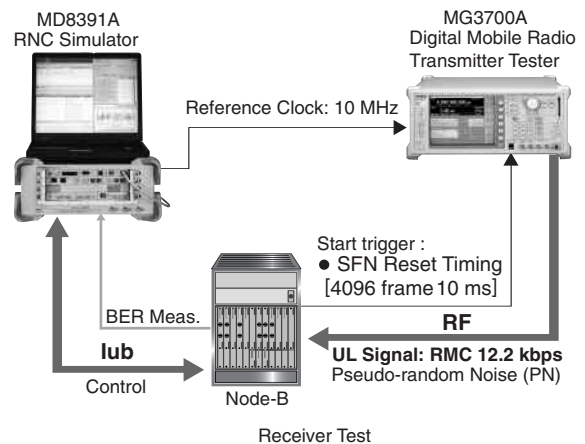 MD8391A
RNC Simulator
MG3700A
Digital Mobile Radio
Transmitter Tester
Reference Clock: 10 MHz
Start trigger :
● SFN Reset Timing
[4096 frame 10 ms]
BER Meas.
Iub
Control
Node-B
RF
UL Signal: RMC 12.2 kbps
Pseudo-random Noise (PN)
Receiver Test